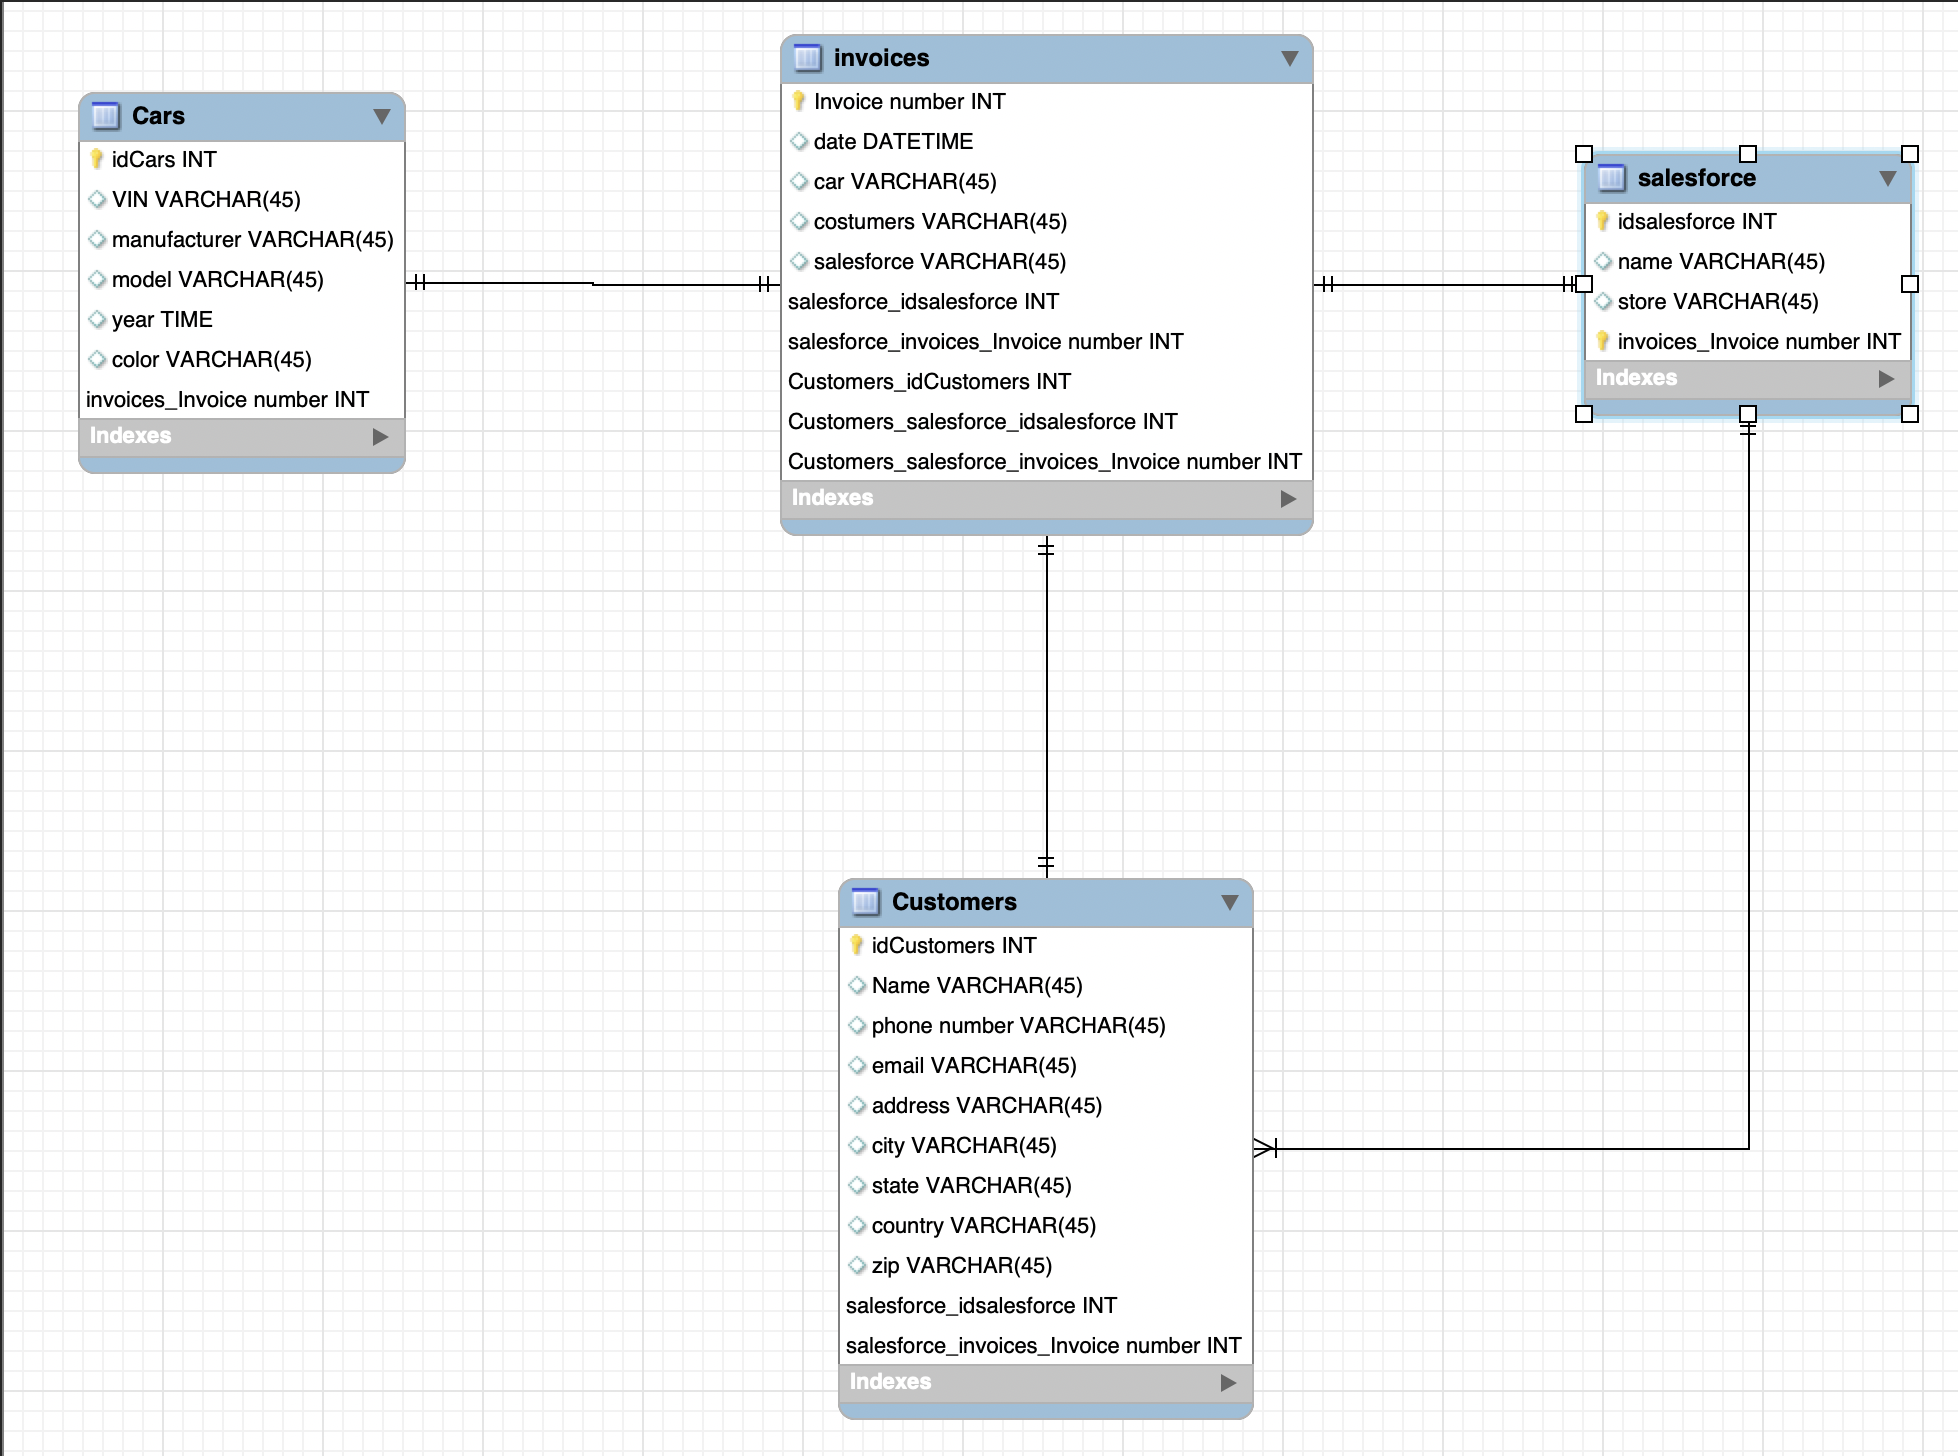 Cars
idCars INT
VIN VARCHAR(45)
manufacturer VARCHAR(45)
model VARCHAR(45)
year TIME
color VARCHAR(45)
invoices_Invoice number INT
Indexes
invoices
Invoice number INT
date DATETIME
car VARCHAR(45)
costumers VARCHAR(45)
salesforce VARCHAR(45)
salesforce_idsalesforce INT
salesforce_invoices_Invoice number INT
Customers_idCustomers INT
Customers_salesforce_idsalesforce INT
Customers_salesforce_invoices_Invoice number INT
Indexes
salesforce
idsalesforce INT
name VARCHAR(45)
store VARCHAR(45)
invoices_Invoice number INT
Indexes
Customers
idCustomers INT
Name VARCHAR(45)
phone number VARCHAR(45)
email VARCHAR(45)
address VARCHAR(45)
city VARCHAR(45)
state VARCHAR(45)
country VARCHAR(45)
zip VARCHAR(45)
salesforce_idsalesforce INT
salesforce_invoices_Invoice number INT
Indexes